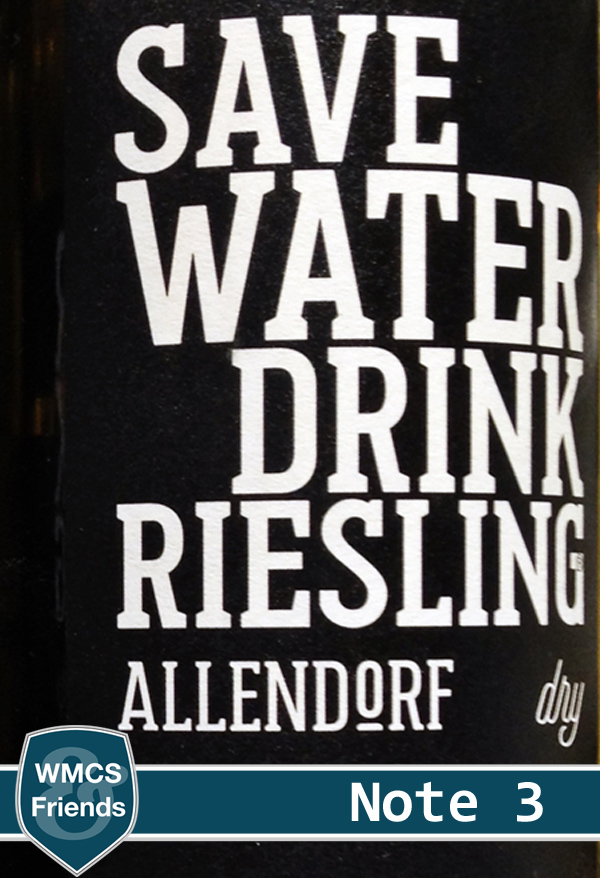 SAVE
WATER
DRINK
RIESLING
ALLENDORF dry
WMCS
&
Friends
Note 3